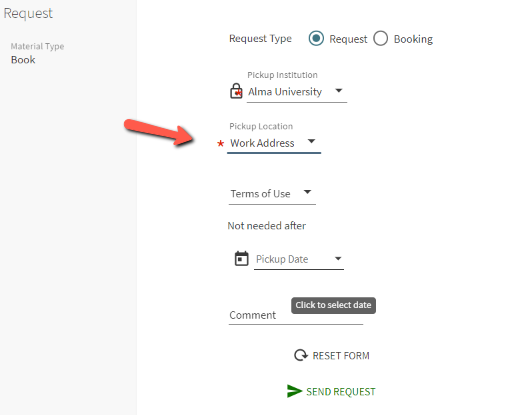 Request
Material Type
Book
Request Type Request Booking
Pickup Institution
* Alma University
Pickup Location
* Work Address
Terms of Use
Not needed after
Pickup Date
Click to select date
Comment
RESET FORM
SEND REQUEST